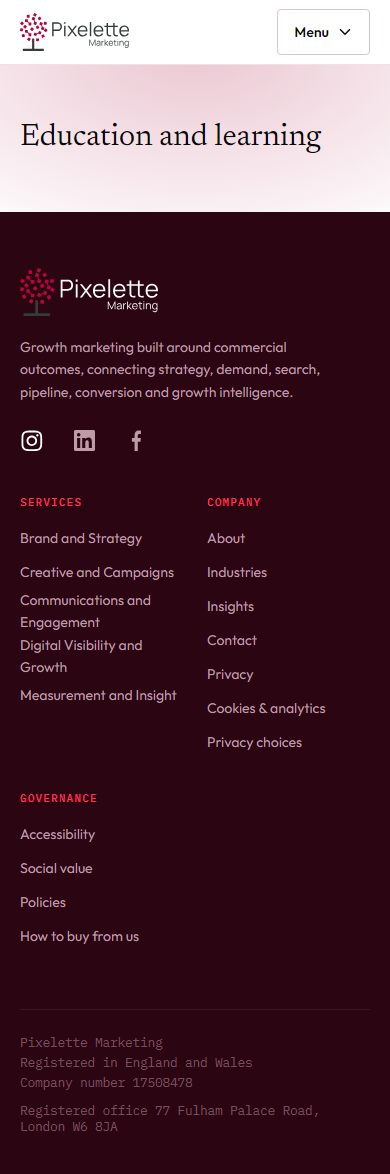 Pixelette
Marketing
Menu
Education and learning
Pixelette
Marketing
Growth marketing built around commercial
outcomes, connecting strategy, demand, search,
pipeline, conversion and growth intelligence.
SERVICES
Brand and Strategy
Creative and Campaigns
Communications and
Engagement
Digital Visibility and
Growth
Measurement and Insight
COMPANY
About
Industries
Insights
Contact
Privacy
Cookies & analytics
Privacy choices
GOVERNANCE
Accessibility
Social value
Policies
How to buy from us
Pixelette Marketing
Registered in England and Wales
Company number 17508478
Registered office 77 Fulham Palace Road,
London W6 8JA